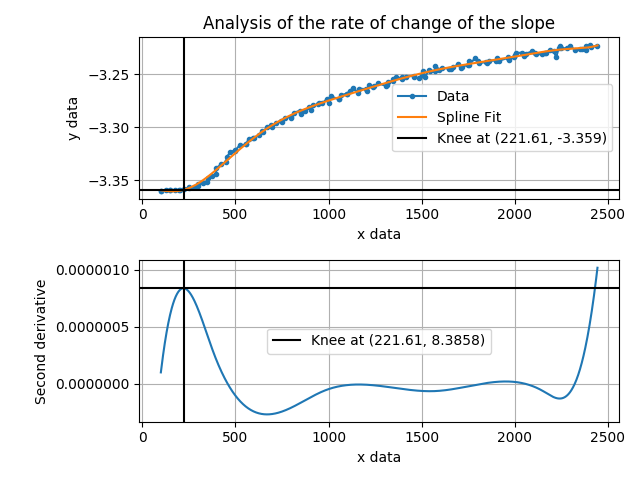 Analysis of the rate of change of the slope
y data
−3.25
−3.30
−3.35
Data
Spline Fit
Knee at (221.61, -3.359)
0 500 1000 1500 2000 2500
x data
Second derivative
0.0000010
0.0000005
0.0000000
Knee at (221.61, 8.3858)
0 500 1000 1500 2000 2500
x data